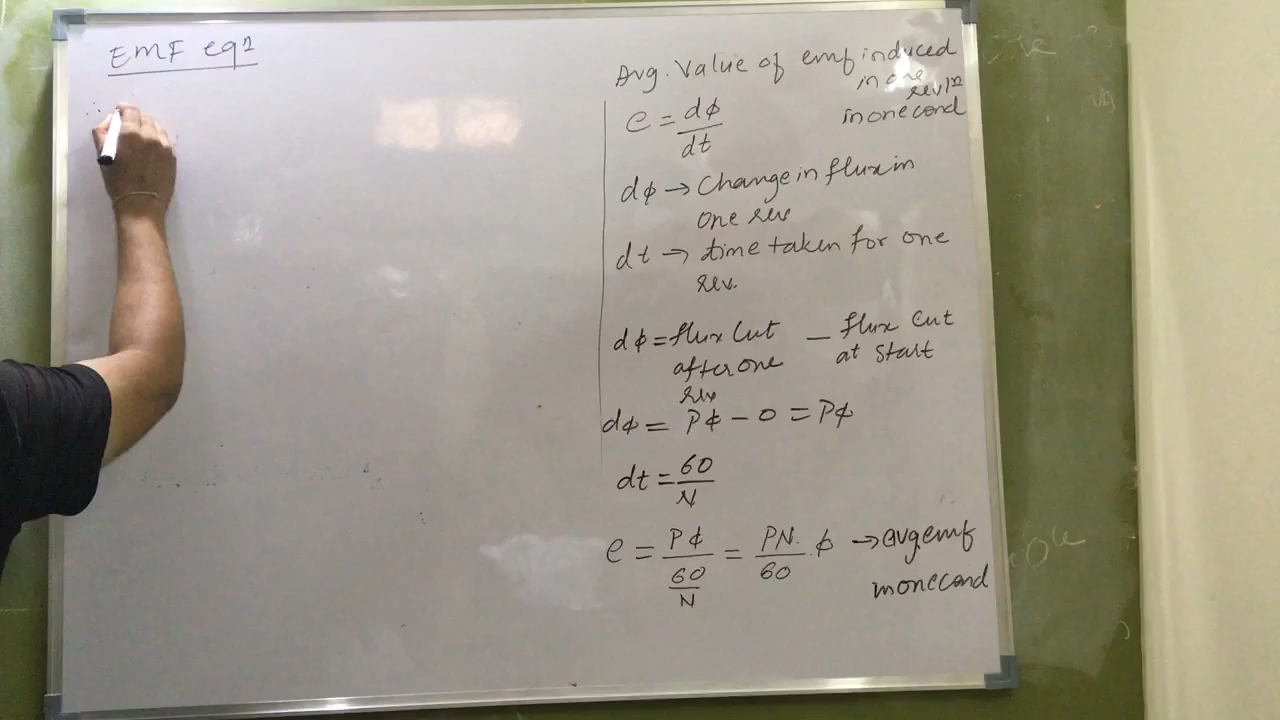 EMF eqn
Avg. Value of emf induced
in one
revln
in one cond
e = dϕ/dt
dϕ → Change in flux in
one rev
dt → time taken for one
rev.
dϕ = flux Cut — flux cut
after one at start
rev
dϕ = Pϕ - 0 = Pϕ
dt = 60/N
e = Pϕ/(60/N) = PN/60 . ϕ → avg emf
in one cond